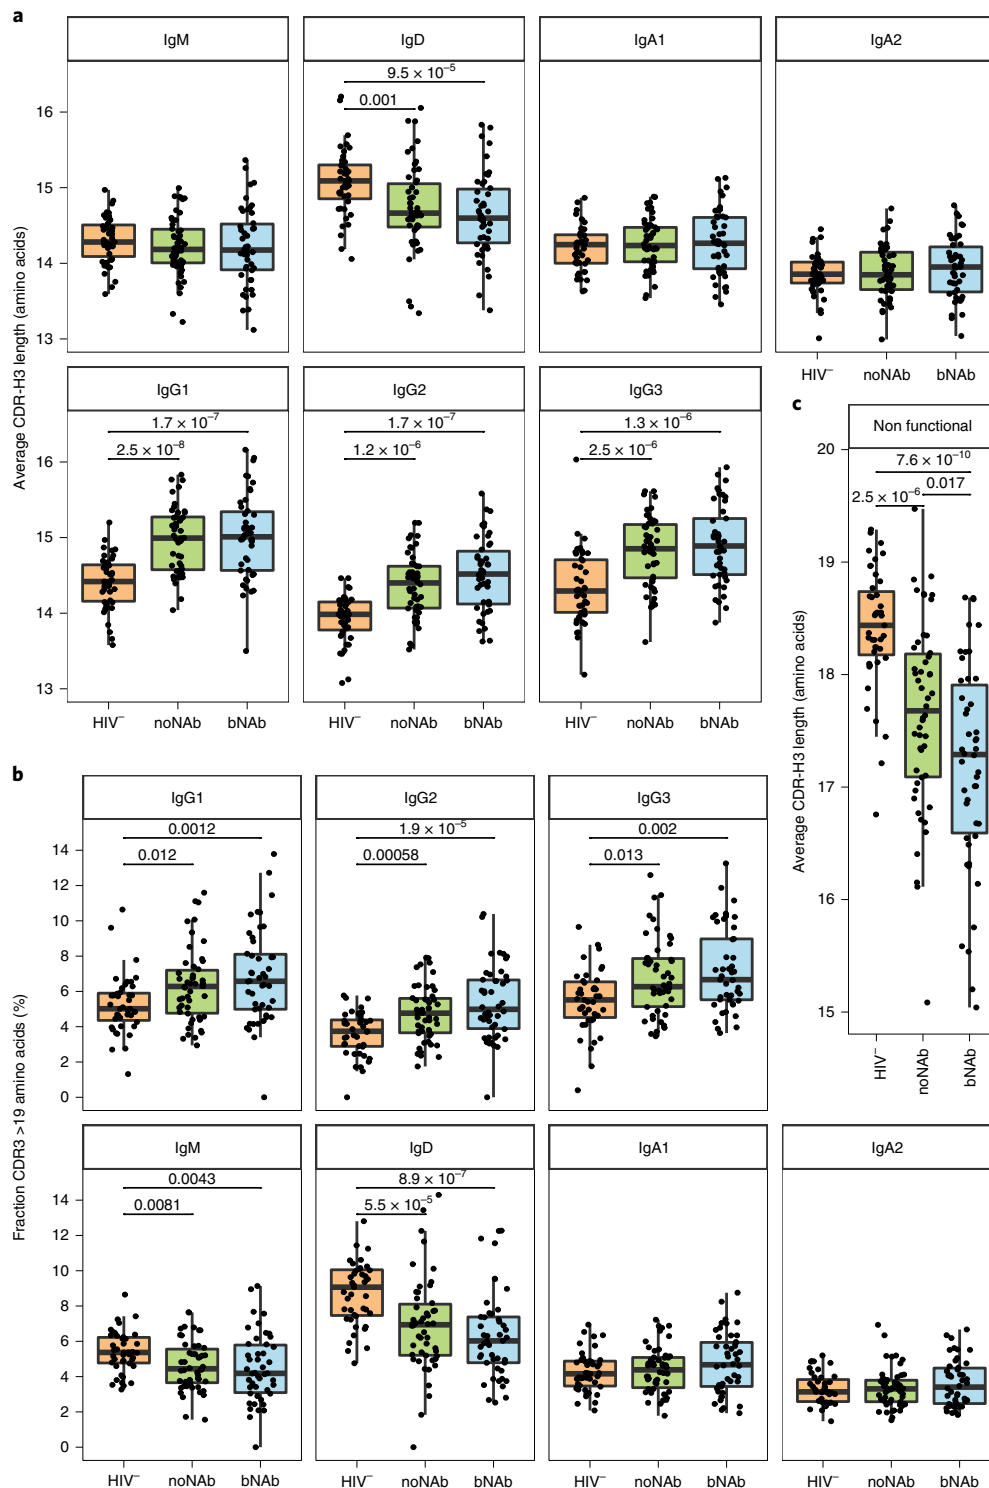 a
IgM
IgD
IgA1
IgA2
9.5 × 10⁻⁵
0.001
16
15
14
13
Average CDR-H3 length (amino acids)
HIV⁻ noNAb bNAb
IgG1
IgG2
IgG3
1.7 × 10⁻⁷
2.5 × 10⁻⁸
1.7 × 10⁻⁷
1.2 × 10⁻⁶
1.3 × 10⁻⁶
2.5 × 10⁻⁶
16
15
14
13
HIV⁻ noNAb bNAb
HIV⁻ noNAb bNAb
HIV⁻ noNAb bNAb
c
Non functional
7.6 × 10⁻¹⁰
0.017
2.5 × 10⁻⁶
20
19
18
17
16
15
Average CDR-H3 length (amino acids)
HIV⁻
noNAb
bNAb
b
IgG1
IgG2
IgG3
0.0012
0.012
1.9 × 10⁻⁵
0.00058
0.002
0.013
14
12
10
8
6
4
2
0
Fraction CDR3 >19 amino acids (%)
IgM
IgD
IgA1
IgA2
0.0043
0.0081
8.9 × 10⁻⁷
5.5 × 10⁻⁵
14
12
10
8
6
4
2
0
HIV⁻ noNAb bNAb
HIV⁻ noNAb bNAb
HIV⁻ noNAb bNAb
HIV⁻ noNAb bNAb